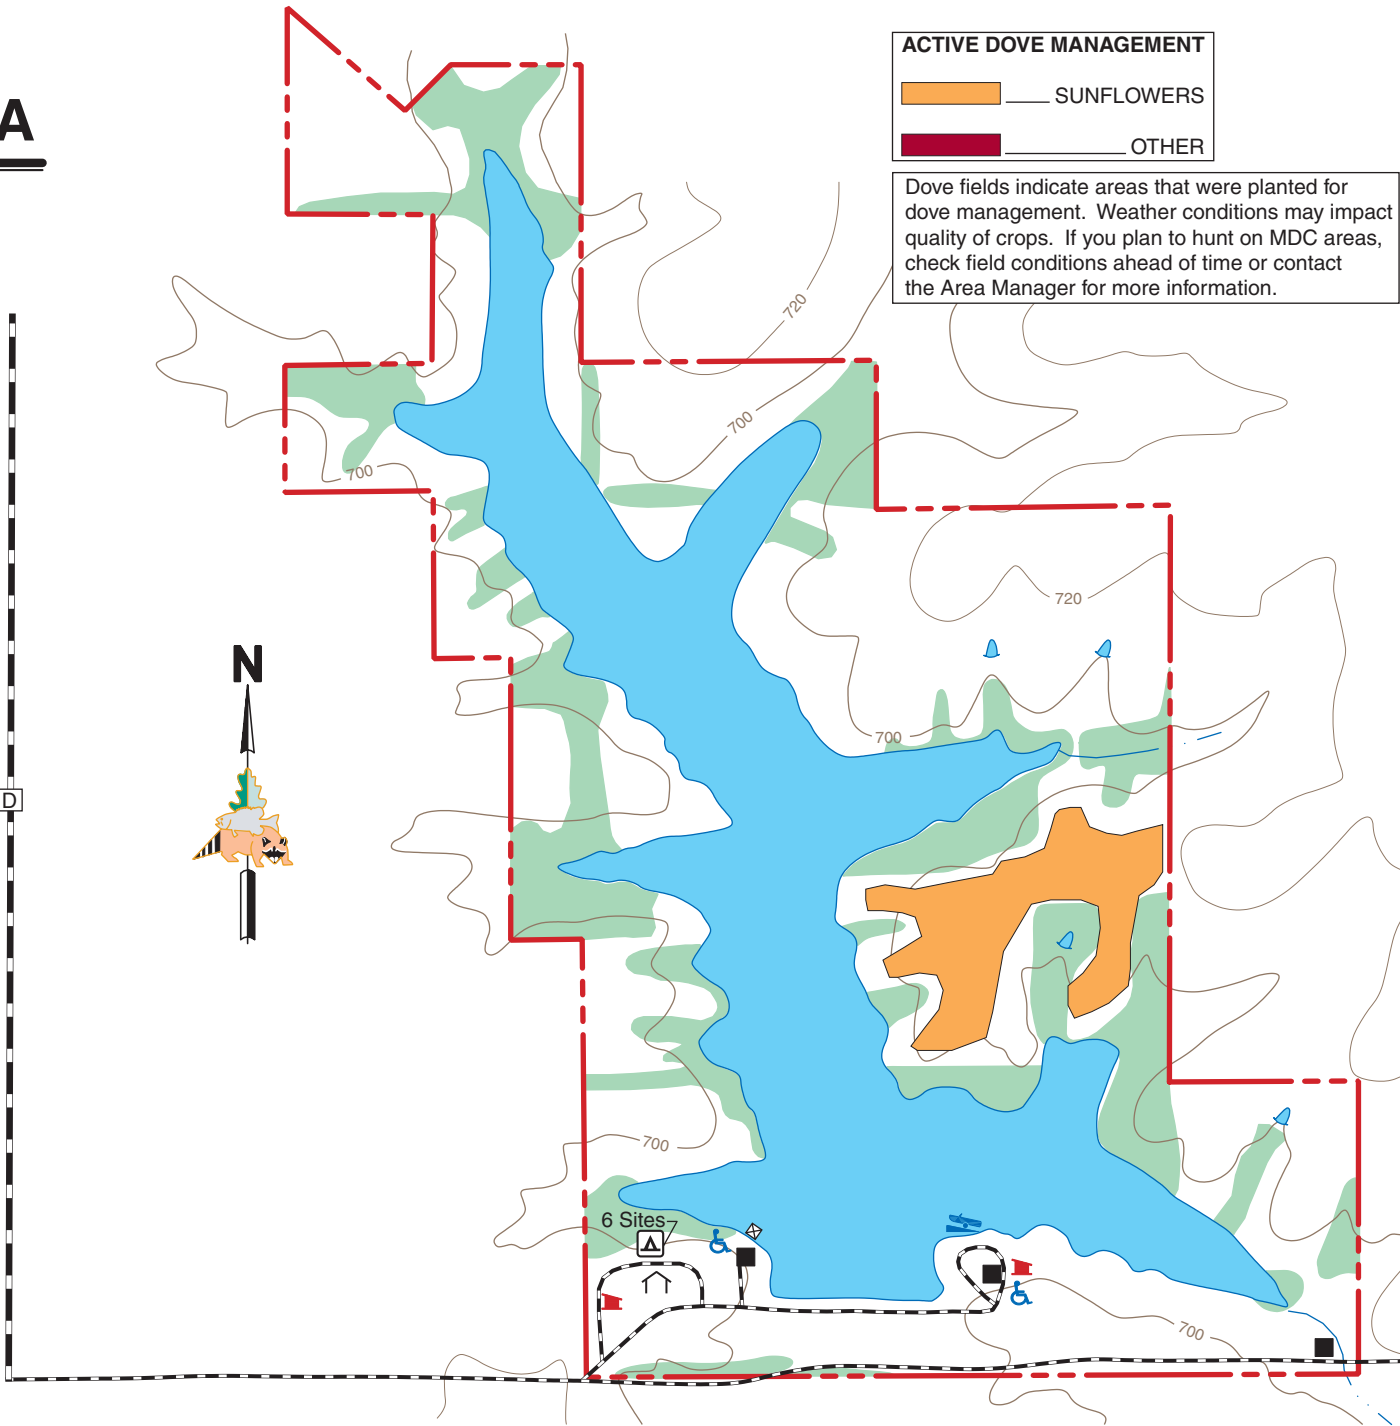 A
ACTIVE DOVE MANAGEMENT
SUNFLOWERS
OTHER
Dove fields indicate areas that were planted for
dove management. Weather conditions may impact
quality of crops. If you plan to hunt on MDC areas,
check field conditions ahead of time or contact
the Area Manager for more information.
720
700
700
720
N
700
D
700
6 Sites
700